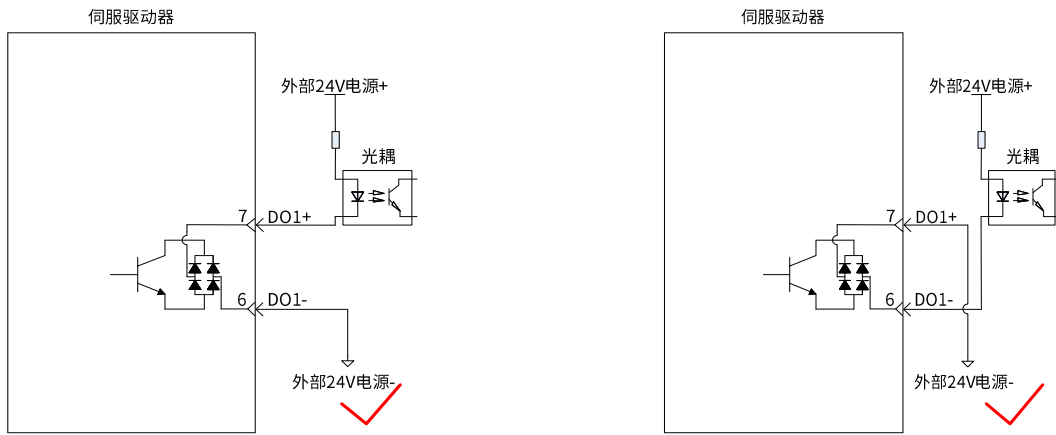 伺服驱动器
外部24V电源+
光耦
7
DO1+
6
DO1-
外部24V电源-
伺服驱动器
外部24V电源+
光耦
7
DO1+
6
DO1-
外部24V电源-